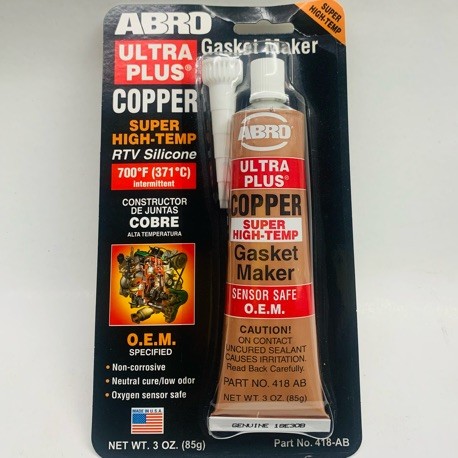 ABRO
Gasket Maker
SUPER
HIGH-TEMP
ULTRA
PLUS®
COPPER
SUPER
HIGH-TEMP
RTV Silicone
700°F (371°C)
intermittent
CONSTRUCTOR
DE JUNTAS
COBRE
ALTA TEMPERATURA
O.E.M.
SPECIFIED
• Non-corrosive
• Neutral cure/low odor
• Oxygen sensor safe
MADE IN U.S.A.
NET WT. 3 OZ. (85g)
Part No. 418-AB
ABRO
ULTRA
PLUS®
COPPER
SUPER
HIGH-TEMP
Gasket
Maker
SENSOR SAFE
O.E.M.
CAUTION!
ON CONTACT
UNCURED SEALANT
CAUSES IRRITATION.
Read Back Carefully.
PART NO. 418 AB
NET WT. 3 OZ. (85g)
GENUINE